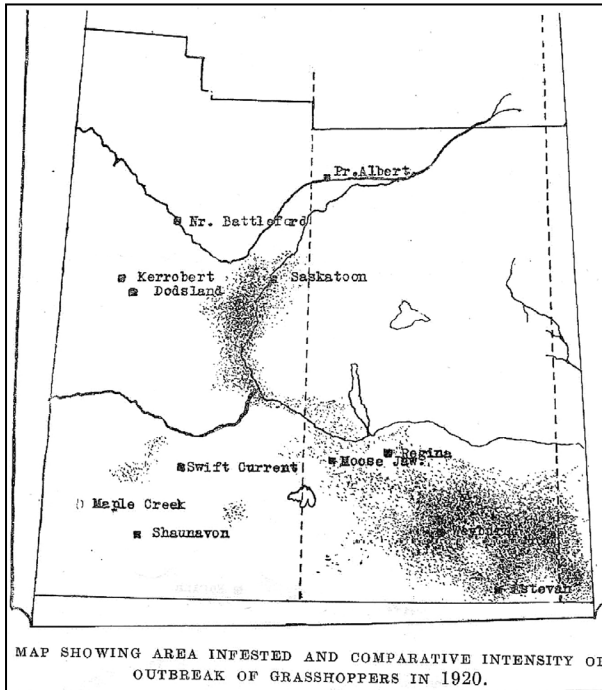 Pr.Albert
Nr. Battleford
Kerrobert
Saskatoon
Dodsland
Regina
Moose Jaw.
Swift Current
Maple Creek
Shaunavon
Estevan
MAP SHOWING AREA INFESTED AND COMPARATIVE INTENSITY OF
OUTBREAK OF GRASSHOPPERS IN 1920.